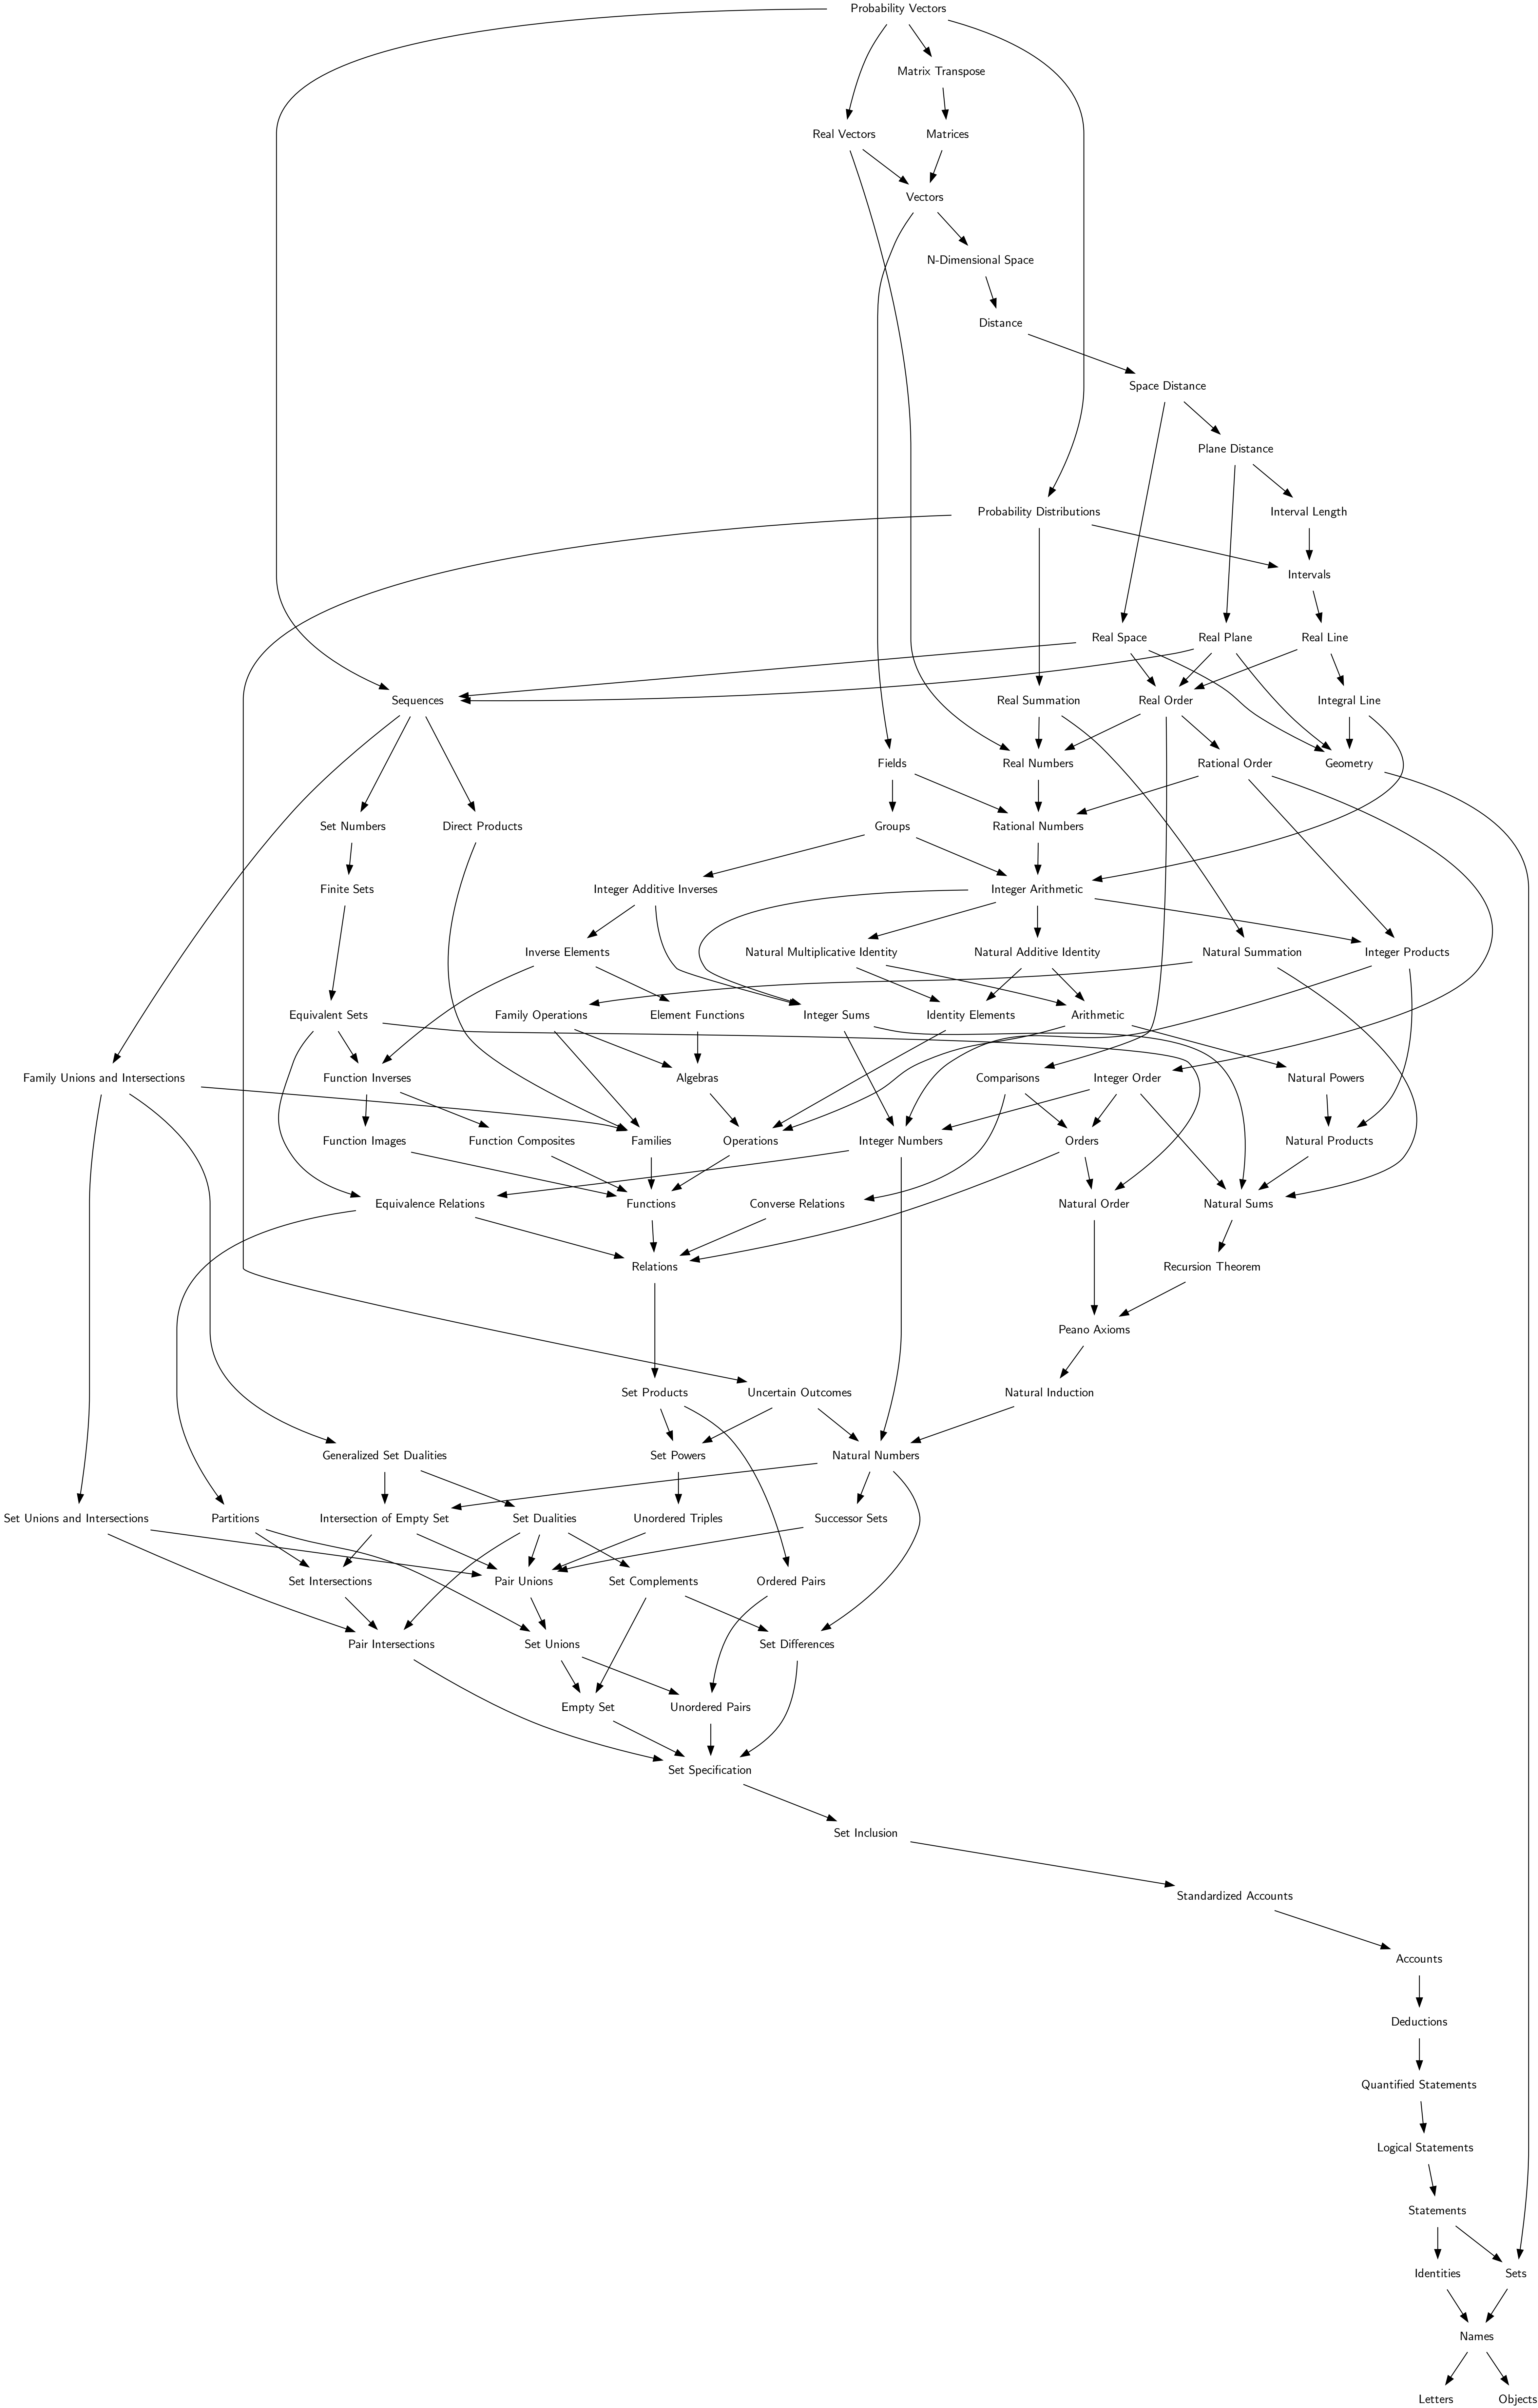 Probability Vectors
Matrix Transpose
Real Vectors
Matrices
Vectors
N-Dimensional Space
Distance
Space Distance
Plane Distance
Probability Distributions
Interval Length
Intervals
Real Space
Real Plane
Real Line
Sequences
Real Summation
Real Order
Integral Line
Fields
Real Numbers
Rational Order
Geometry
Set Numbers
Direct Products
Groups
Rational Numbers
Finite Sets
Integer Additive Inverses
Integer Arithmetic
Inverse Elements
Natural Multiplicative Identity
Natural Additive Identity
Natural Summation
Integer Products
Equivalent Sets
Family Operations
Element Functions
Integer Sums
Identity Elements
Arithmetic
Family Unions and Intersections
Function Inverses
Algebras
Comparisons
Integer Order
Natural Powers
Function Images
Function Composites
Families
Operations
Integer Numbers
Orders
Natural Products
Equivalence Relations
Functions
Converse Relations
Natural Order
Natural Sums
Relations
Recursion Theorem
Peano Axioms
Set Products
Uncertain Outcomes
Natural Induction
Generalized Set Dualities
Set Powers
Natural Numbers
Set Unions and Intersections
Partitions
Intersection of Empty Set
Set Dualities
Unordered Triples
Successor Sets
Set Intersections
Pair Unions
Set Complements
Ordered Pairs
Pair Intersections
Set Unions
Set Differences
Empty Set
Unordered Pairs
Set Specification
Set Inclusion
Standardized Accounts
Accounts
Deductions
Quantified Statements
Logical Statements
Statements
Identities
Sets
Names
Letters
Objects